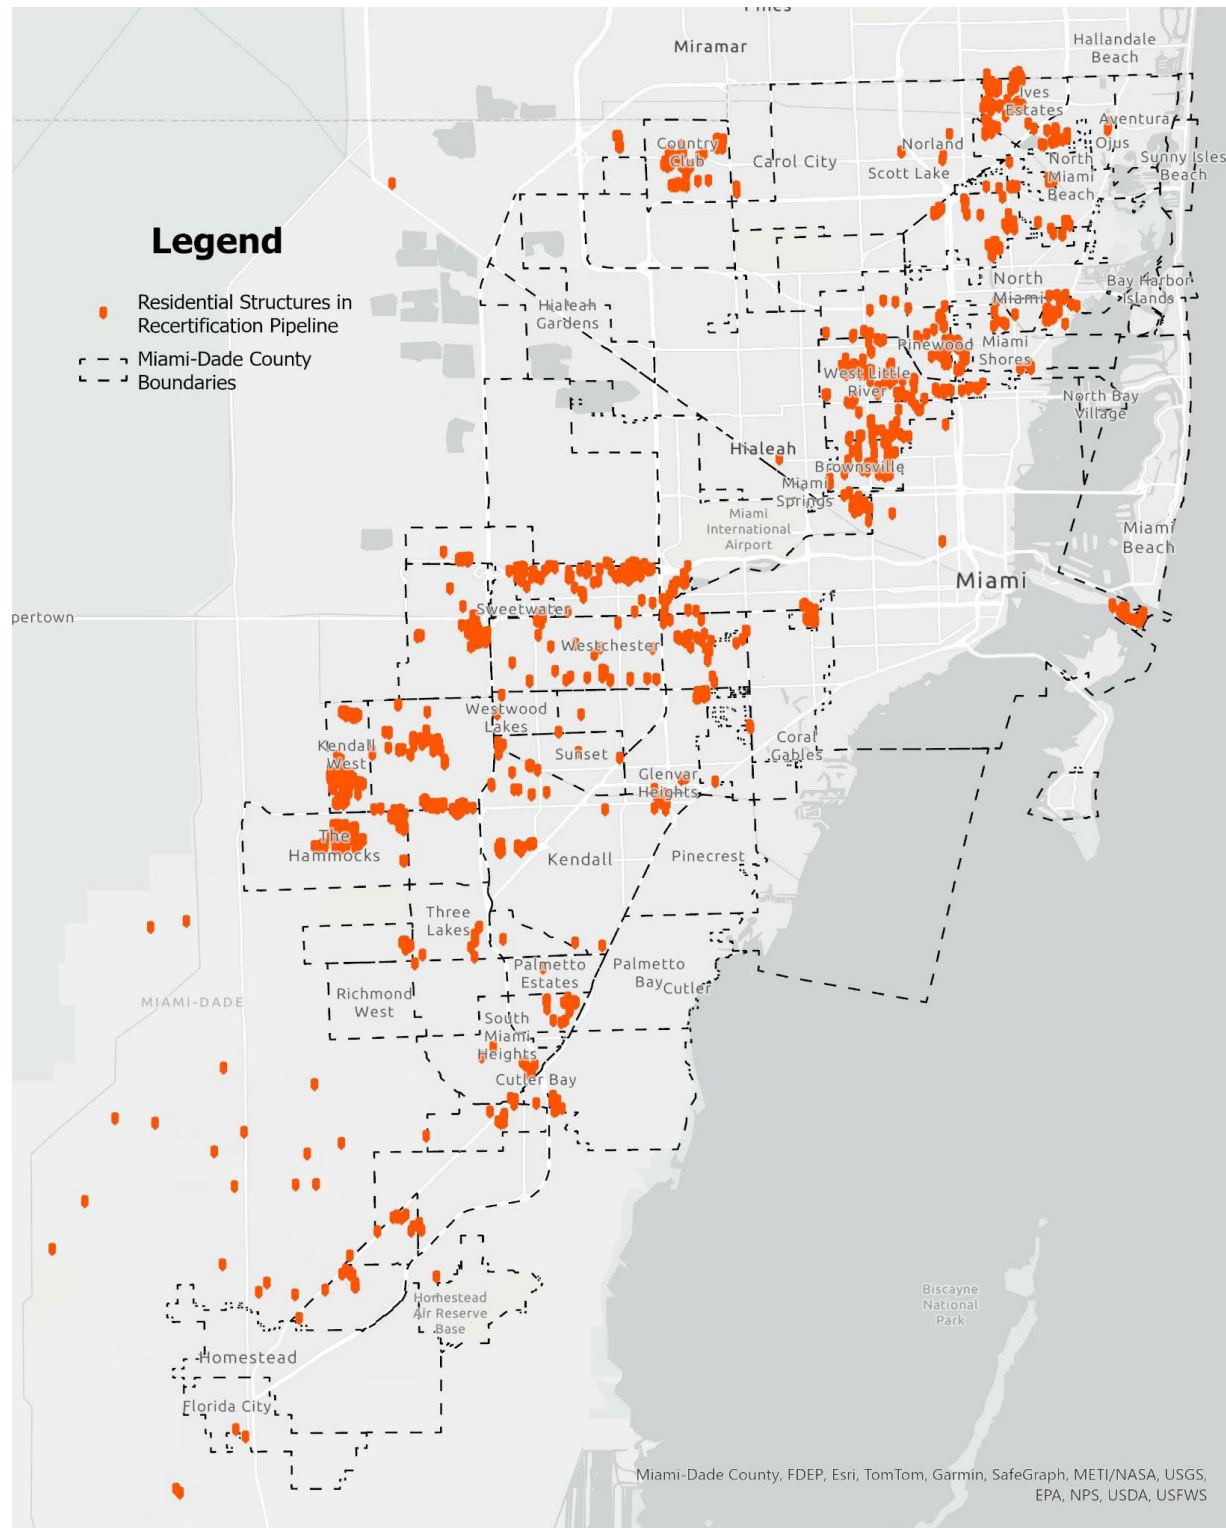 Pines
Miramar
Hallandale
Beach
Ives
Estates
Aventura
Country
Club
Carol City
Norland
Ojus
Scott Lake
North
Miami
Beach
Sunny Isles
Beach
Legend
Residential Structures in
Recertification Pipeline
Miami-Dade County
Boundaries
Hialeah
Gardens
North
Miami
Bay Harbor
Islands
Pinewood
Miami
Shores
West Little
River
North Bay
Village
Hialeah
Brownsville
Miami
Springs
Miami
International
Airport
Miami
Beach
Miami
pertown
Sweetwater
Westchester
Westwood
Lakes
Kendall
West
Sunset
Coral
Gables
Glenvar
Heights
The
Hammocks
Kendall
Pinecrest
Three
Lakes
Palmetto
Estates
Palmetto
Bay
Cutler
MIAMI-DADE
Richmond
West
South
Miami
Heights
Cutler Bay
Homestead
Air Reserve
Base
Biscayne
National
Park
Homestead
Florida City
Miami-Dade County, FDEP, Esri, TomTom, Garmin, SafeGraph, METI/NASA, USGS,
EPA, NPS, USDA, USFWS